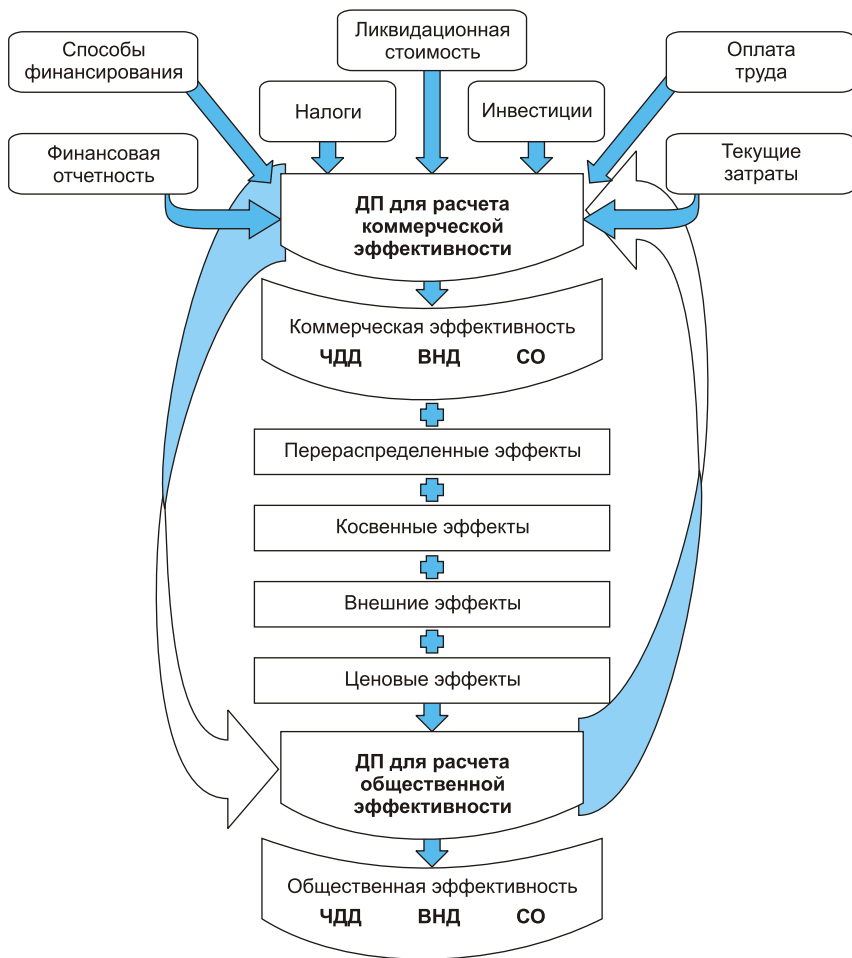 Способы
финансирования
Ликвидационная
стоимость
Оплата
труда
Налоги
Инвестиции
Финансовая
отчетность
Текущие
затраты
ДП для расчета
коммерческой
эффективности
Коммерческая эффективность
ЧДД ВНД СО
Перераспределенные эффекты
Косвенные эффекты
Внешние эффекты
Ценовые эффекты
ДП для расчета
общественной
эффективности
Общественная эффективность
ЧДД ВНД СО